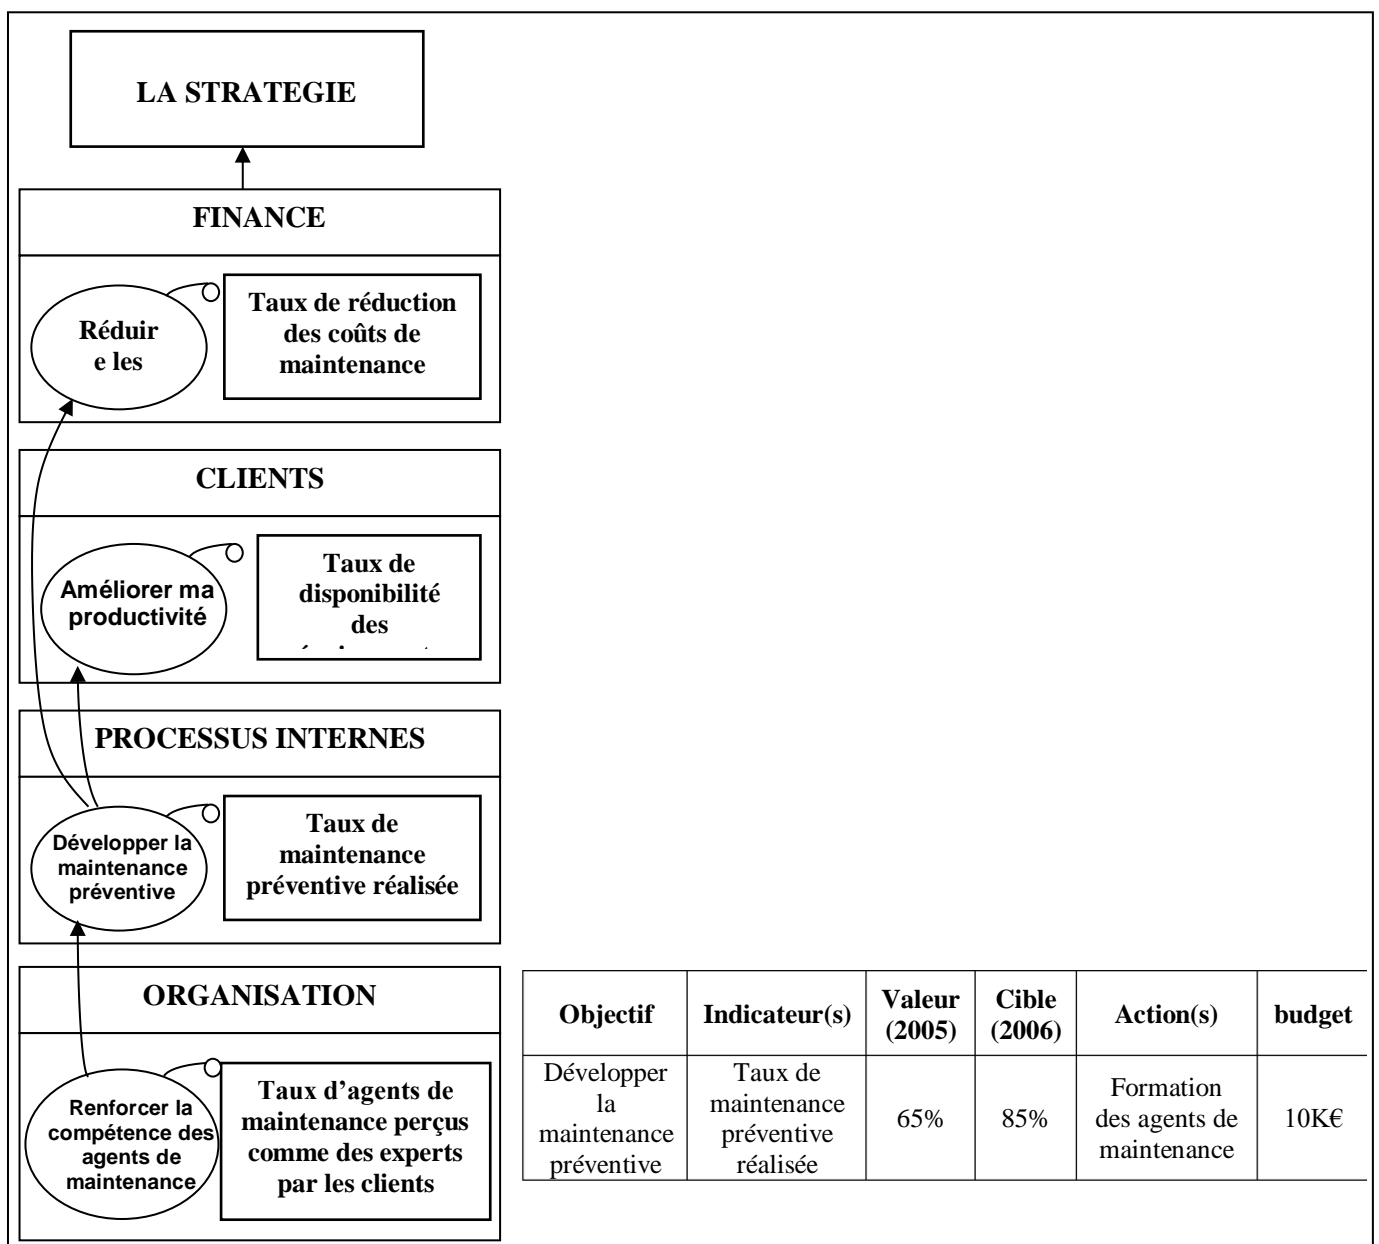 LA STRATEGIE
FINANCE
Réduir
e les
Taux de réduction
des coûts de
maintenance
CLIENTS
Améliorer ma
productivité
Taux de
disponibilité
des
PROCESSUS INTERNES
Développer la
maintenance
préventive
Taux de
maintenance
préventive réalisée
ORGANISATION
Renforcer la
compétence des
agents de
maintenance
Taux d’agents de
maintenance perçus
comme des experts
par les clients
Objectif
Indicateur(s)
Valeur
(2005)
Cible
(2006)
Action(s)
budget
Développer
la
maintenance
préventive
Taux de
maintenance
préventive
réalisée
65%
85%
Formation
des agents de
maintenance
10K€